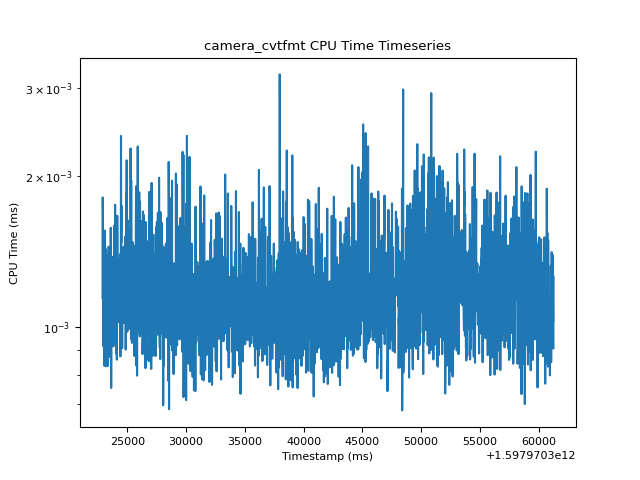 camera_cvtfmt CPU Time Timeseries
CPU Time (ms)
3 × 10⁻³
2 × 10⁻³
10⁻³
25000 30000 35000 40000 45000 50000 55000 60000
Timestamp (ms)
+1.5979703e12